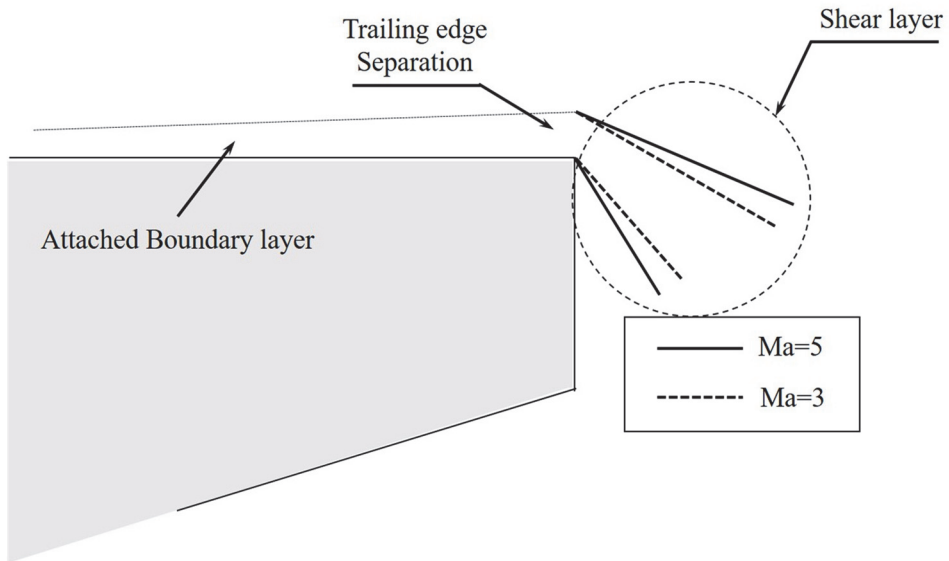 Trailing edge
Separation
Shear layer
Attached Boundary layer
Ma=5
Ma=3